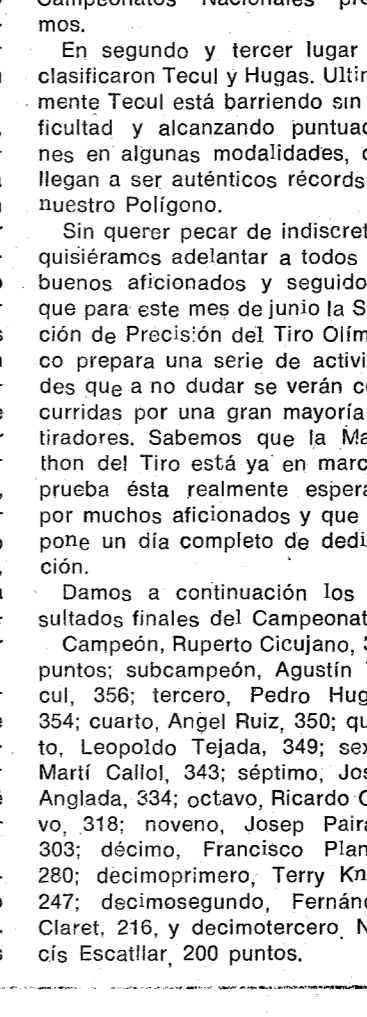 Campeonatos Nacionales pró
mos.
En segundo y tercer lugar
clasificaron Tecul y Hugas. Ultim
mente Tecul está barriendo sin
ficultad y alcanzando puntuac
nes en algunas modalidades,
llegan a ser auténticos récords
nuestro Polígono.
Sin querer pecar de indiscret
quisiéramos adelantar a todos
buenos aficionados y seguido
que para este mes de junio la S
ción de Precisión del Tiro Olím
co prepara una serie de activi
des que a no dudar se verán c
curridas por una gran mayoría
tiradores. Sabemos que la Ma
thon del Tiro está ya en marc
prueba ésta realmente espera
por muchos aficionados y que
pone un día completo de dedi
ción.
Damos a continuación los
sultados finales del Campeonat
Campeón, Ruperto Cicujano, 3
puntos; subcampeón, Agustín T
cul, 356; tercero, Pedro Hug
354; cuarto, Angel Ruiz, 350; qu
to, Leopoldo Tejada, 349; sex
Martí Callol, 343; séptimo, Jos
Anglada, 334; octavo, Ricardo C
vo, 318; noveno, Josep Paira
303; décimo, Francisco Plan
280; decimoprimero, Terry Kn
247; decimosegundo, Fernánd
Claret, 216, y decimotercero N
cís Escatllar, 200 puntos.